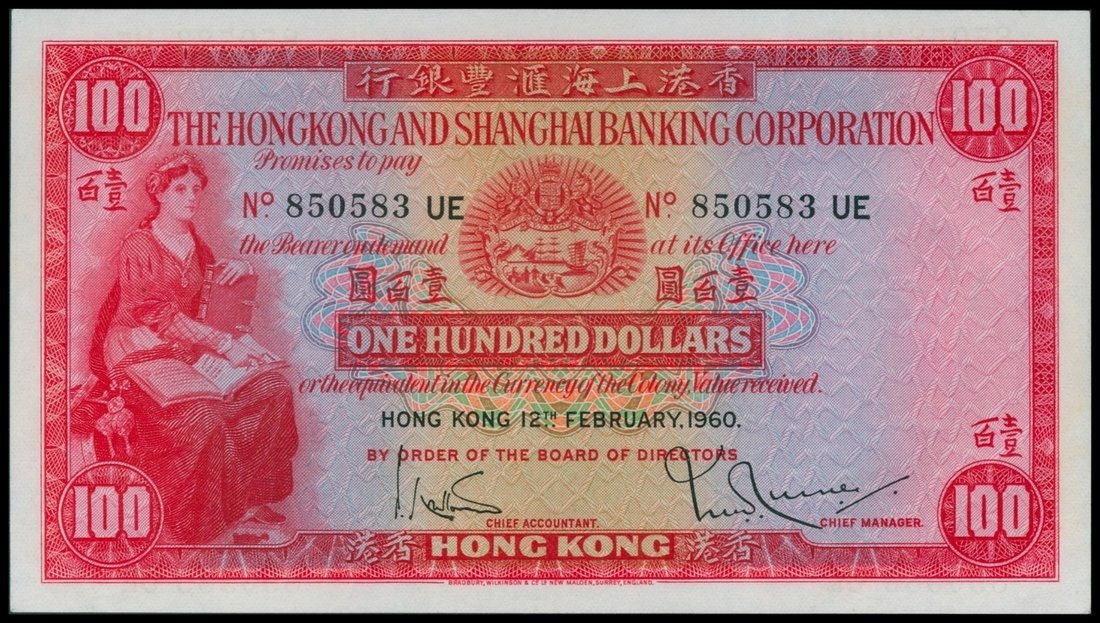 行銀豐滙海上港香
100 100
THE HONGKONG AND SHANGHAI BANKING CORPORATION
Promises to pay
百壹 百壹
Nº 850583 UE Nº 850583 UE
the Bearer on demand at its Office here
圓百壹 圓百壹
ONE HUNDRED DOLLARS
or the equivalent in the Currency of the Colony, Value received.
HONG KONG 12TH FEBRUARY, 1960.
百壹
BY ORDER OF THE BOARD OF DIRECTORS
CHIEF ACCOUNTANT. CHIEF MANAGER.
100 100
港香 HONG KONG 港香
BRADBURY, WILKINSON & Cº Lº NEW MALDEN, SURREY, ENGLAND.